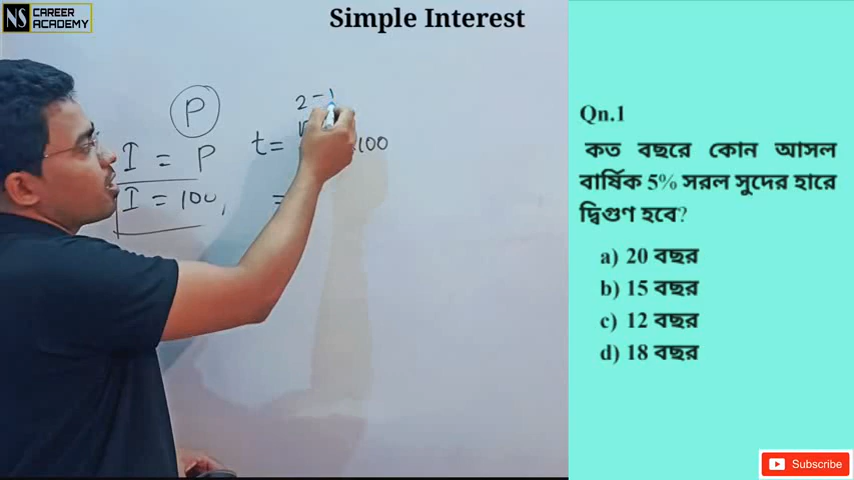 NS CAREER
ACADEMY
Simple Interest
P
2 - 1
I = P
t =
100
I = 100,
=
Qn.1
কত বছরে কোন আসল
বার্ষিক 5% সরল সুদের হারে
দ্বিগুণ হবে?
a) 20 বছর
b) 15 বছর
c) 12 বছর
d) 18 বছর
Subscribe